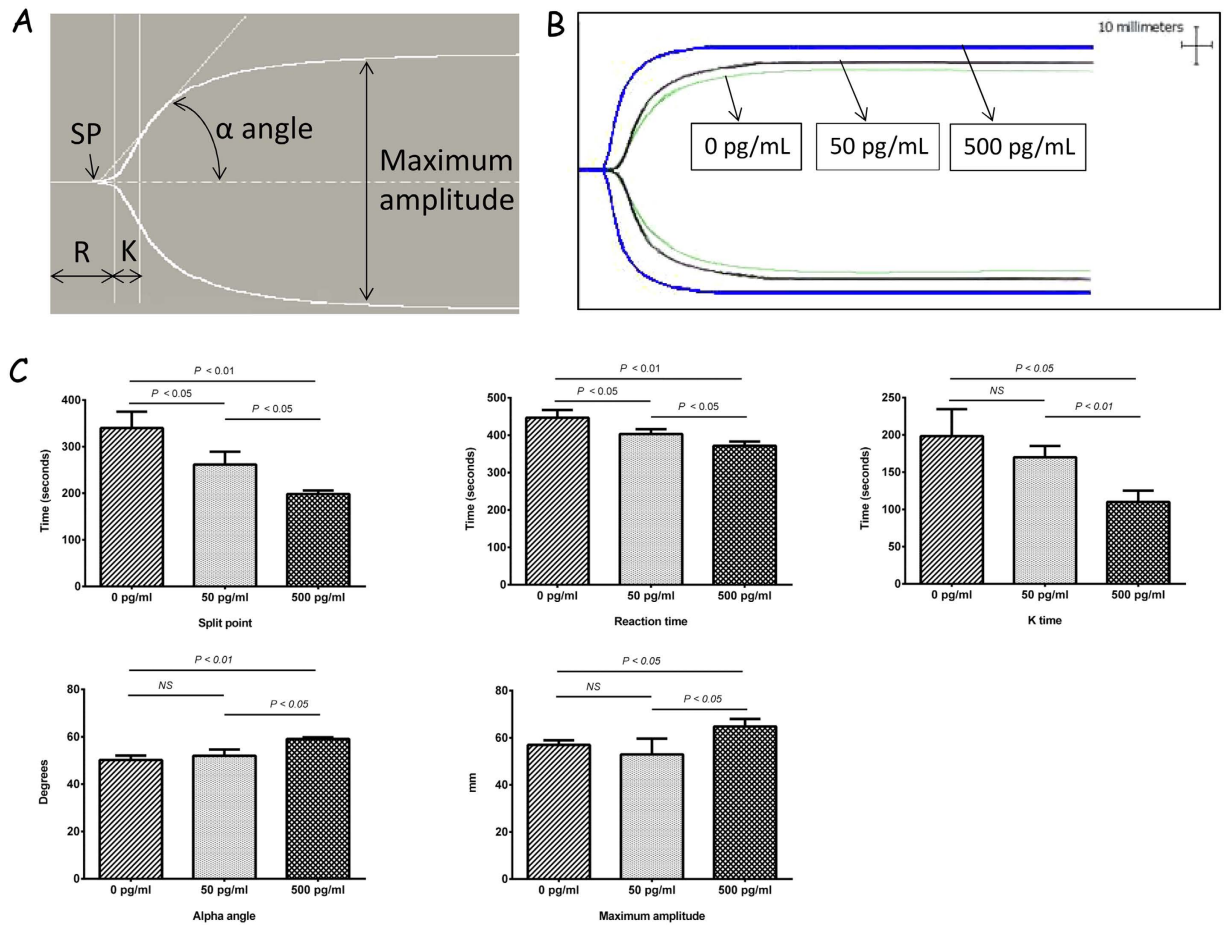 A
SP
α angle
Maximum
amplitude
R
K
B
10 millimeters
0 pg/mL
50 pg/mL
500 pg/mL
C
P < 0.01
P < 0.05
P < 0.05
400
300
200
100
0
Time (seconds)
0 pg/ml
50 pg/ml
500 pg/ml
Split point
P < 0.01
P < 0.05
P < 0.05
500
400
300
200
100
0
Time (seconds)
0 pg/ml
50 pg/ml
500 pg/ml
Reaction time
P < 0.05
NS
P < 0.01
250
200
150
100
50
0
Time (seconds)
0 pg/ml
50 pg/ml
500 pg/ml
K time
P < 0.01
NS
P < 0.05
80
60
40
20
0
Degrees
0 pg/ml
50 pg/ml
500 pg/ml
Alpha angle
P < 0.05
NS
P < 0.05
80
60
40
20
0
mm
0 pg/ml
50 pg/ml
500 pg/ml
Maximum amplitude